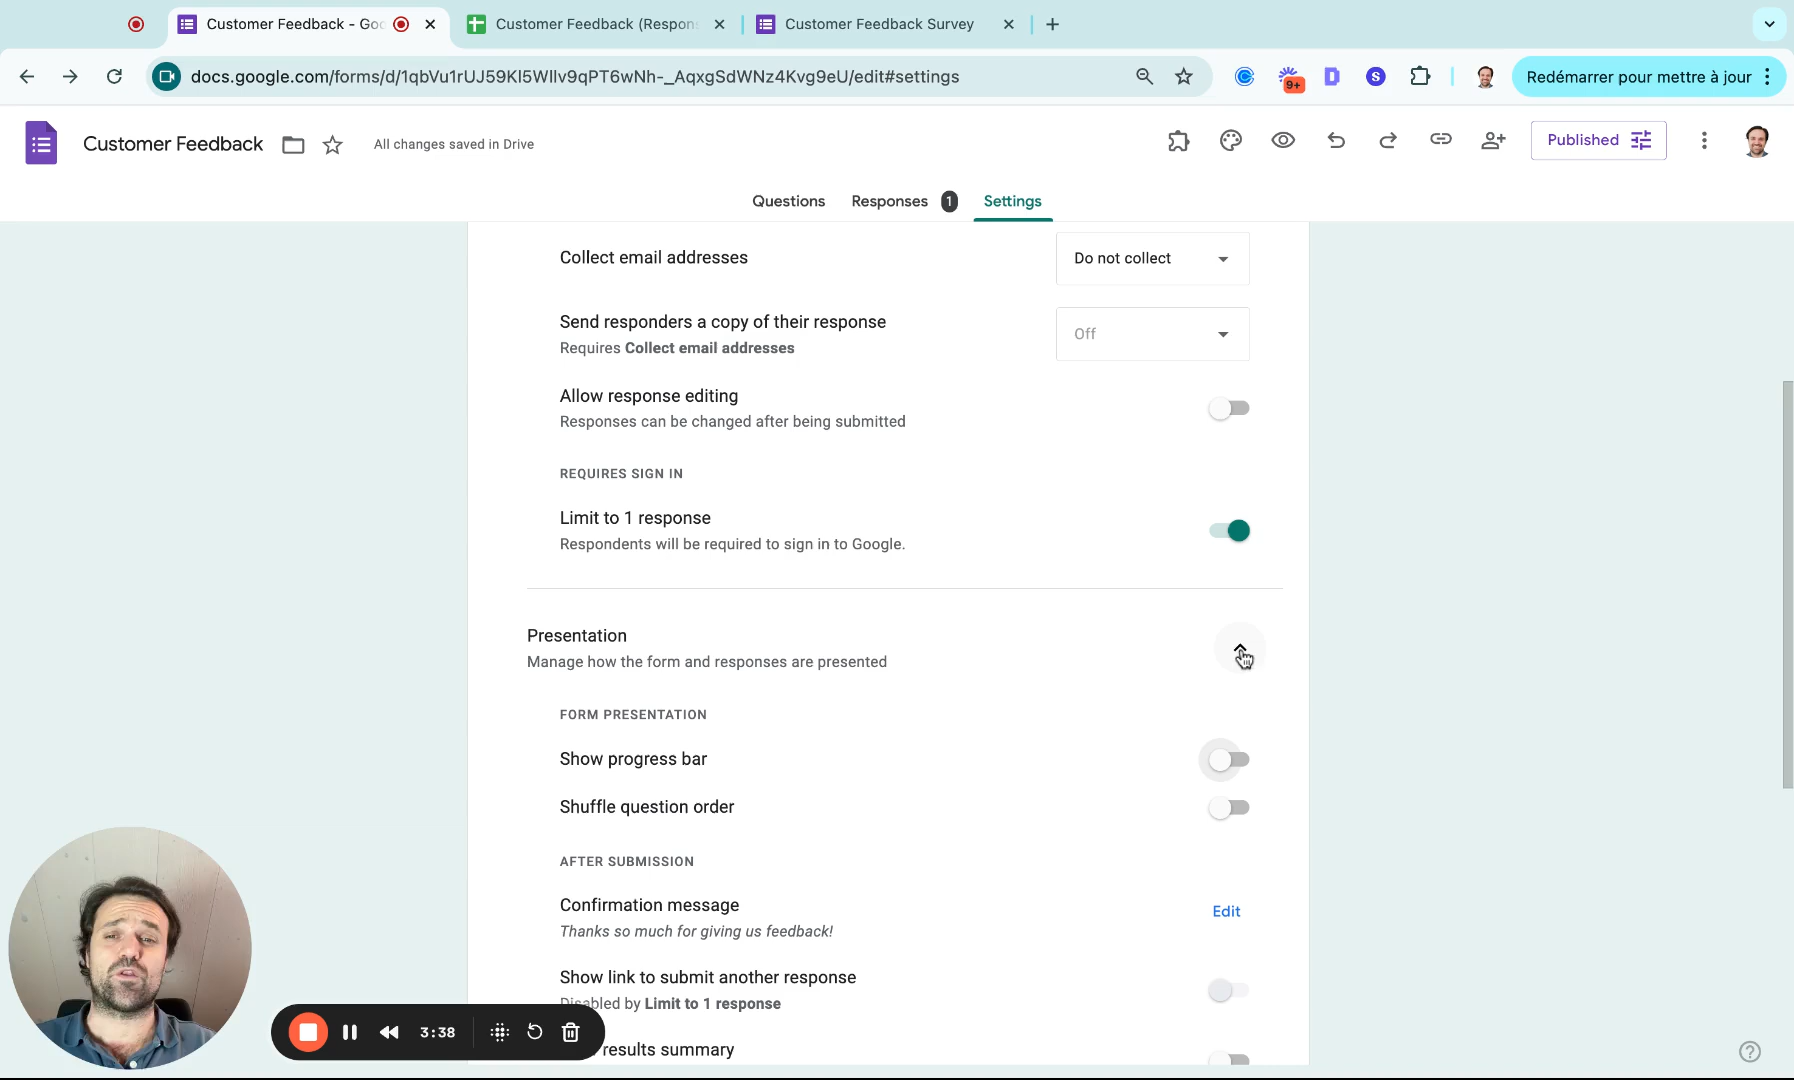 Customer Feedback - Goo
Customer Feedback (Respon
Customer Feedback Survey
docs.google.com/forms/d/1qbVu1rUJ59KI5WIlv9qPT6wNh-_AqxgSdWNz4Kvg9eU/edit#settings
9+
D
S
Redémarrer pour mettre à jour
Customer Feedback
All changes saved in Drive
Published
Questions
Responses 1
Settings
Collect email addresses
Do not collect
Send responders a copy of their response
Requires Collect email addresses
Off
Allow response editing
Responses can be changed after being submitted
REQUIRES SIGN IN
Limit to 1 response
Respondents will be required to sign in to Google.
Presentation
Manage how the form and responses are presented
FORM PRESENTATION
Show progress bar
Shuffle question order
AFTER SUBMISSION
Confirmation message
Thanks so much for giving us feedback!
Edit
Show link to submit another response
Disabled by Limit to 1 response
results summary
3:38